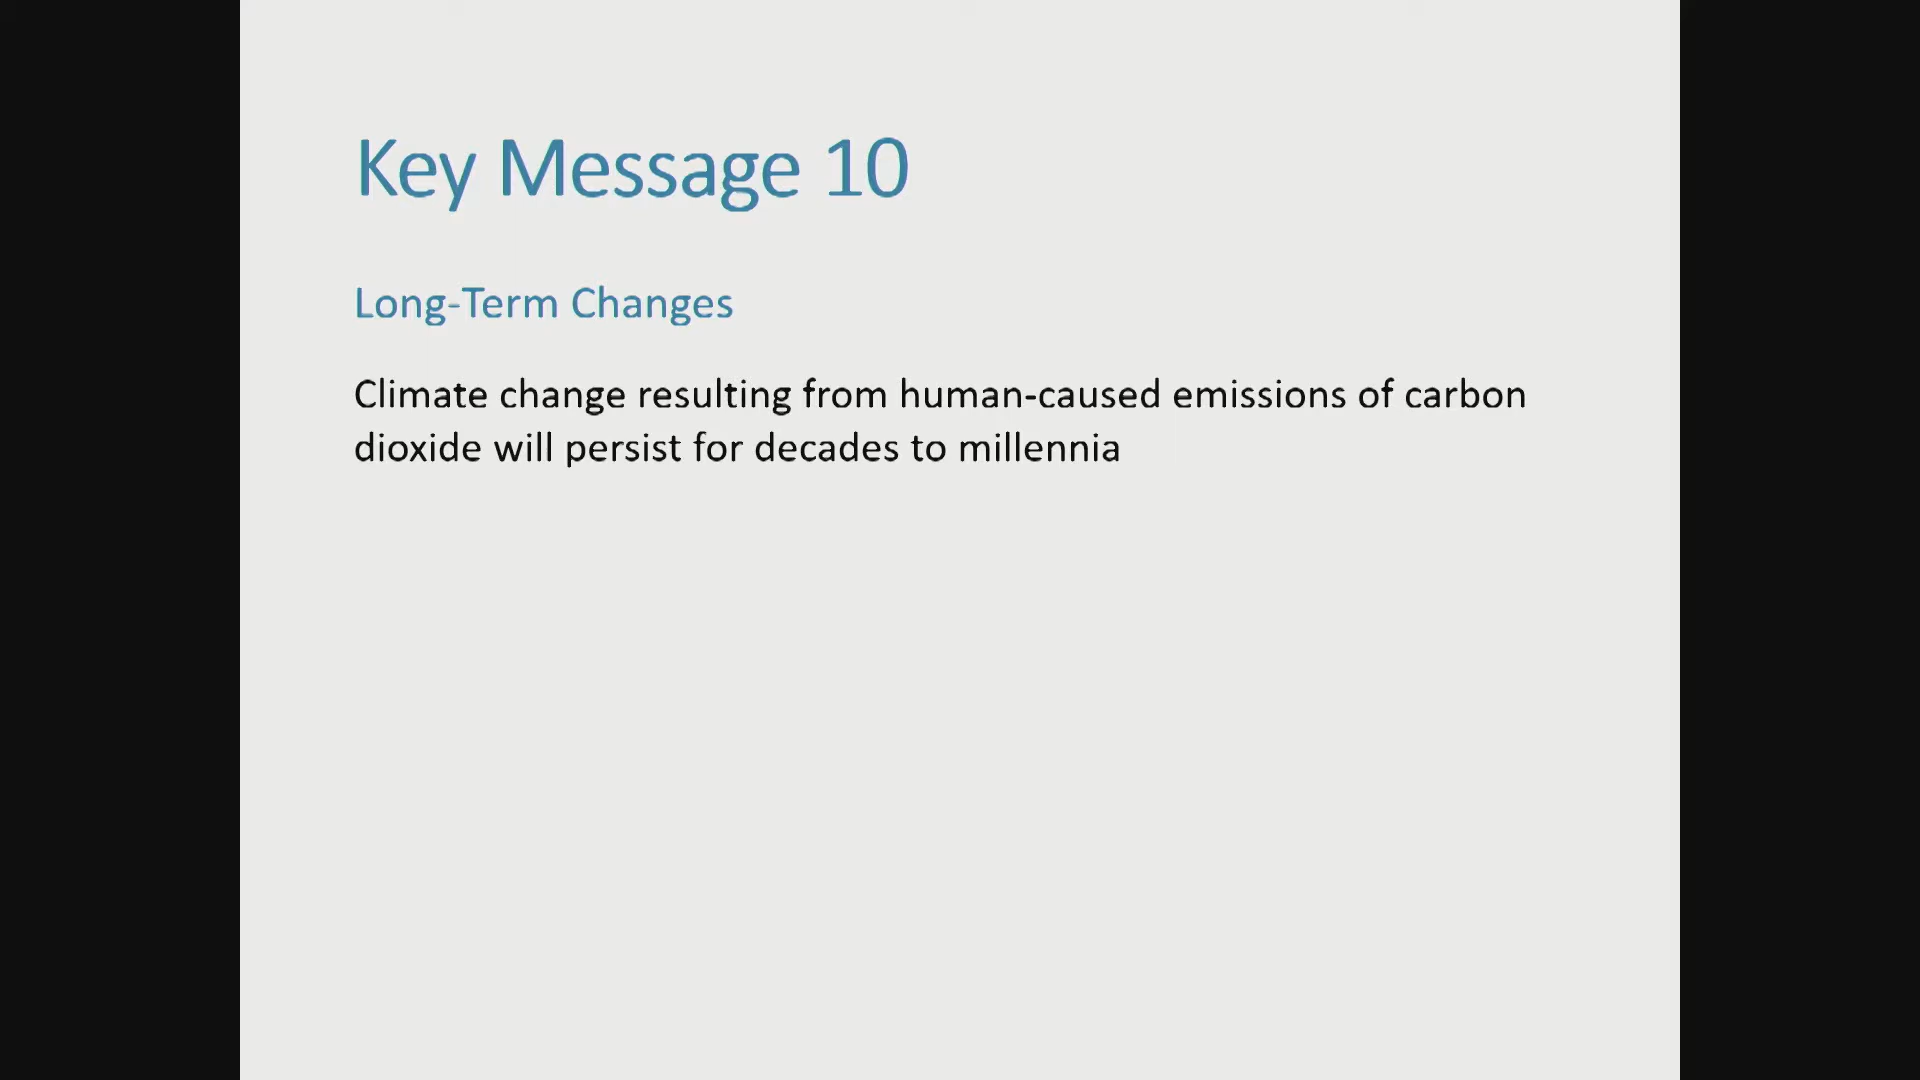 Key Message 10
Long-Term Changes
Climate change resulting from human-caused emissions of carbon
dioxide will persist for decades to millennia